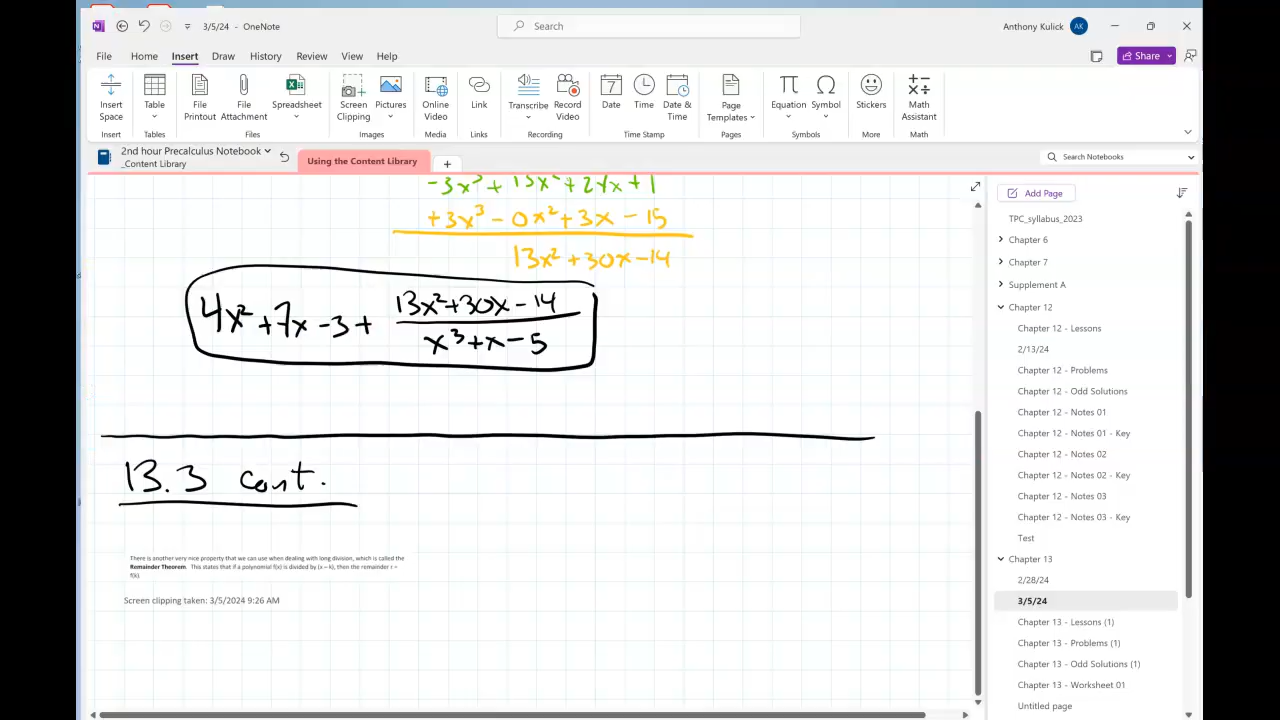 3/5/24 - OneNote
Search
Anthony Kulick AK
File Home Insert Draw History Review View Help
Share
Insert Space
Table
File Printout
File Attachment
Spreadsheet
Screen Clipping
Pictures
Online Video
Link
Transcribe
Record Video
Date
Time
Date & Time
Page Templates
Equation
Symbol
Stickers
Math Assistant
Insert Tables Files Images Media Links Recording Time Stamp Pages Symbols More Math
2nd hour Precalculus Notebook
_Content Library
Using the Content Library
+
Search Notebooks
-3x³ + 13x² + 27x + 1
+3x³ - 0x² + 3x - 15
13x² + 30x - 14
4x² + 7x - 3 + (13x² + 30x - 14)/(x³ + x - 5)
13.3 cont.
There is another very nice property that we can use when dealing with long division, which is called the
Remainder Theorem. This states that if a polynomial f(x) is divided by (x – k), then the remainder r =
f(k).
Screen clipping taken: 3/5/2024 9:26 AM
Add Page
TPC_syllabus_2023
Chapter 6
Chapter 7
Supplement A
Chapter 12
Chapter 12 - Lessons
2/13/24
Chapter 12 - Problems
Chapter 12 - Odd Solutions
Chapter 12 - Notes 01
Chapter 12 - Notes 01 - Key
Chapter 12 - Notes 02
Chapter 12 - Notes 02 - Key
Chapter 12 - Notes 03
Chapter 12 - Notes 03 - Key
Test
Chapter 13
2/28/24
3/5/24
Chapter 13 - Lessons (1)
Chapter 13 - Problems (1)
Chapter 13 - Odd Solutions (1)
Chapter 13 - Worksheet 01
Untitled page